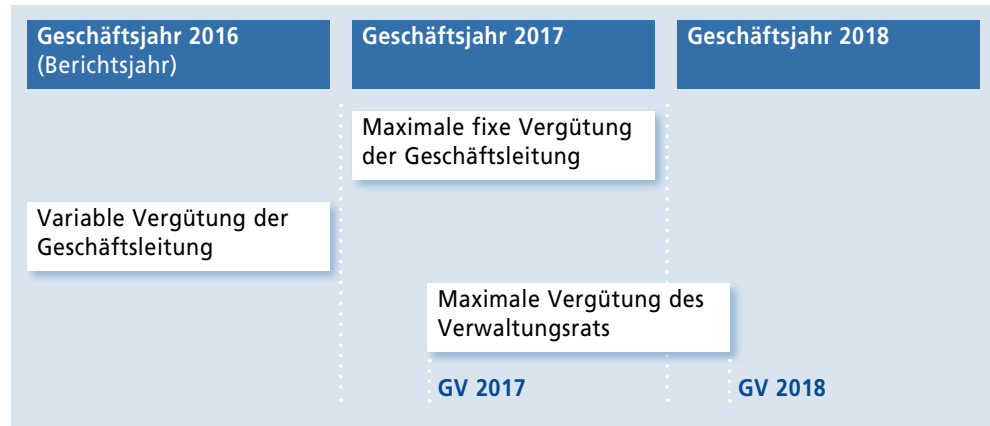 Geschäftsjahr 2016
(Berichtsjahr)
Geschäftsjahr 2017
Geschäftsjahr 2018
Maximale fixe Vergütung
der Geschäftsleitung
Variable Vergütung der
Geschäftsleitung
Maximale Vergütung des
Verwaltungsrats
GV 2017
GV 2018